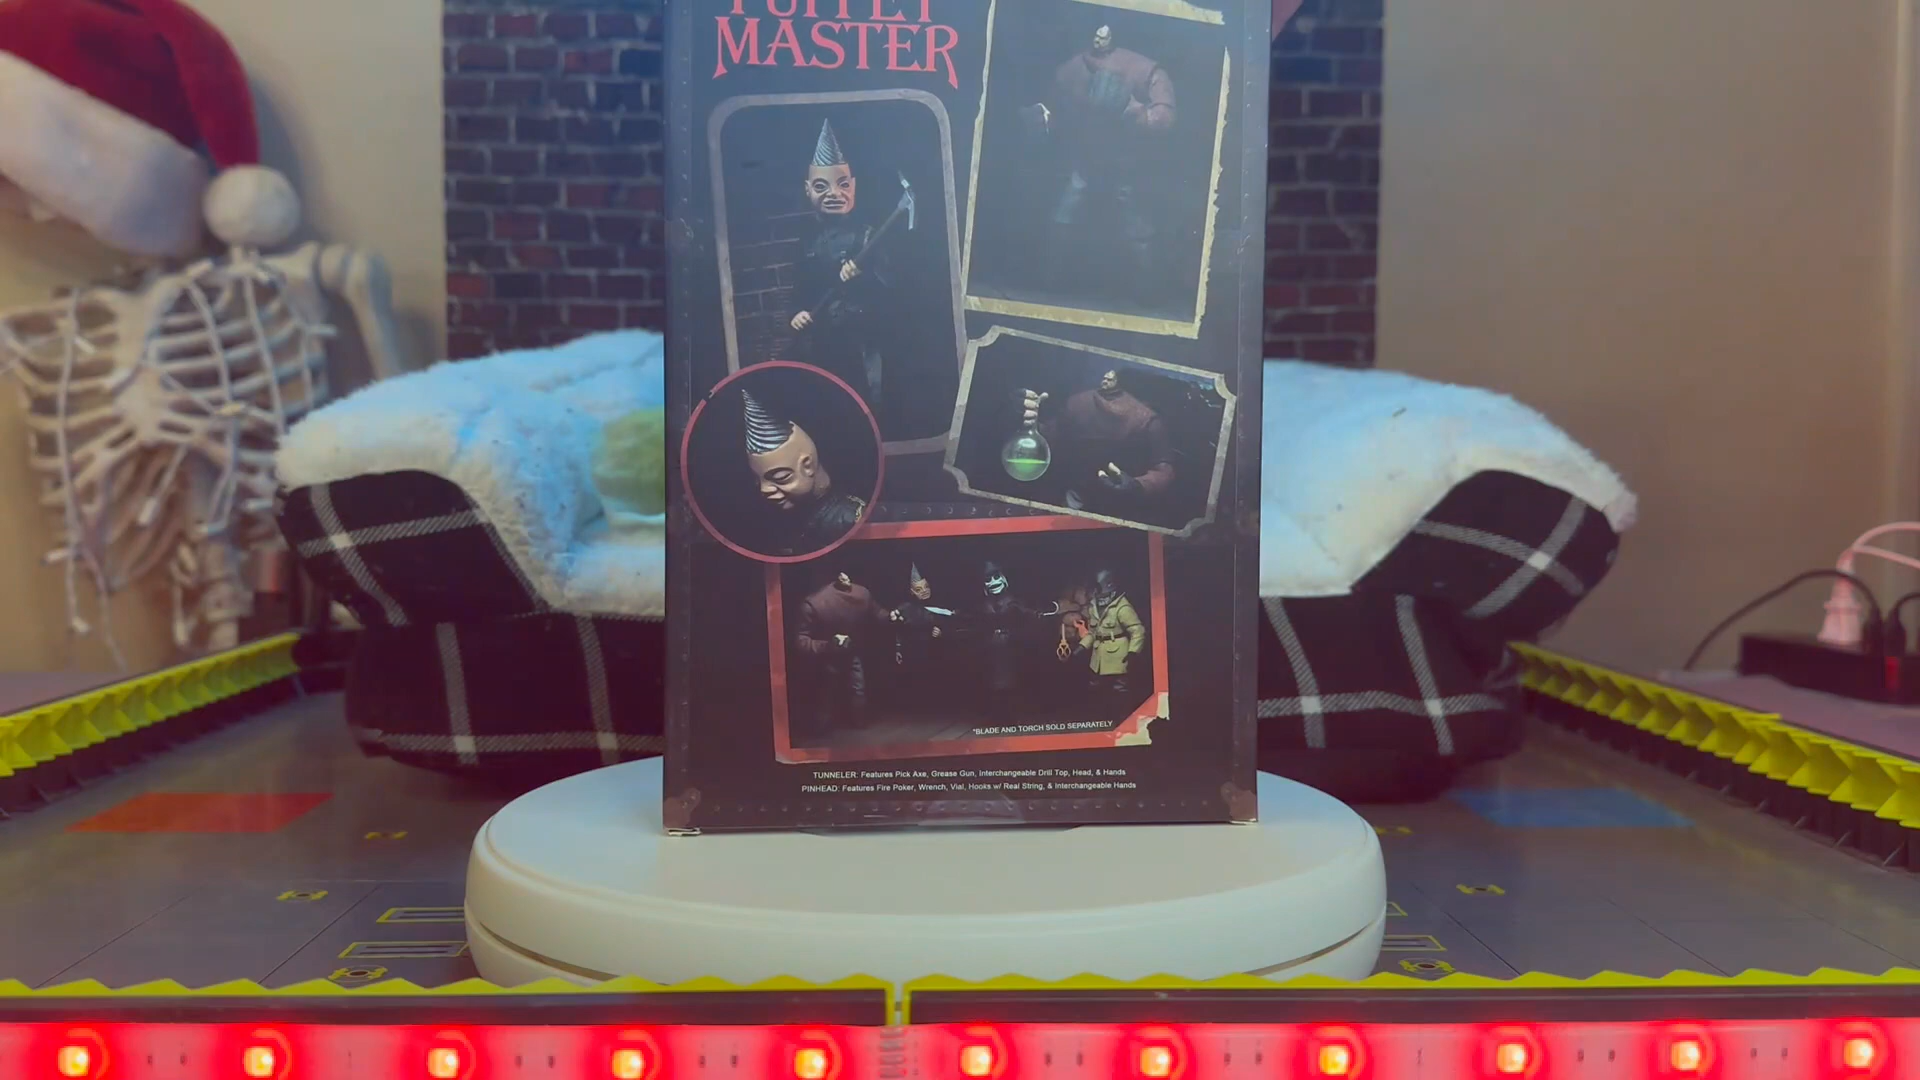 PUPPET
MASTER
*BLADE AND TORCH SOLD SEPARATELY
TUNNELER: Features Pick Axe, Grease Gun, Interchangeable Drill Top, Head, & Hands
PINHEAD: Features Fire Poker, Wrench, Vial, Hooks w/ Real String, & Interchangeable Hands